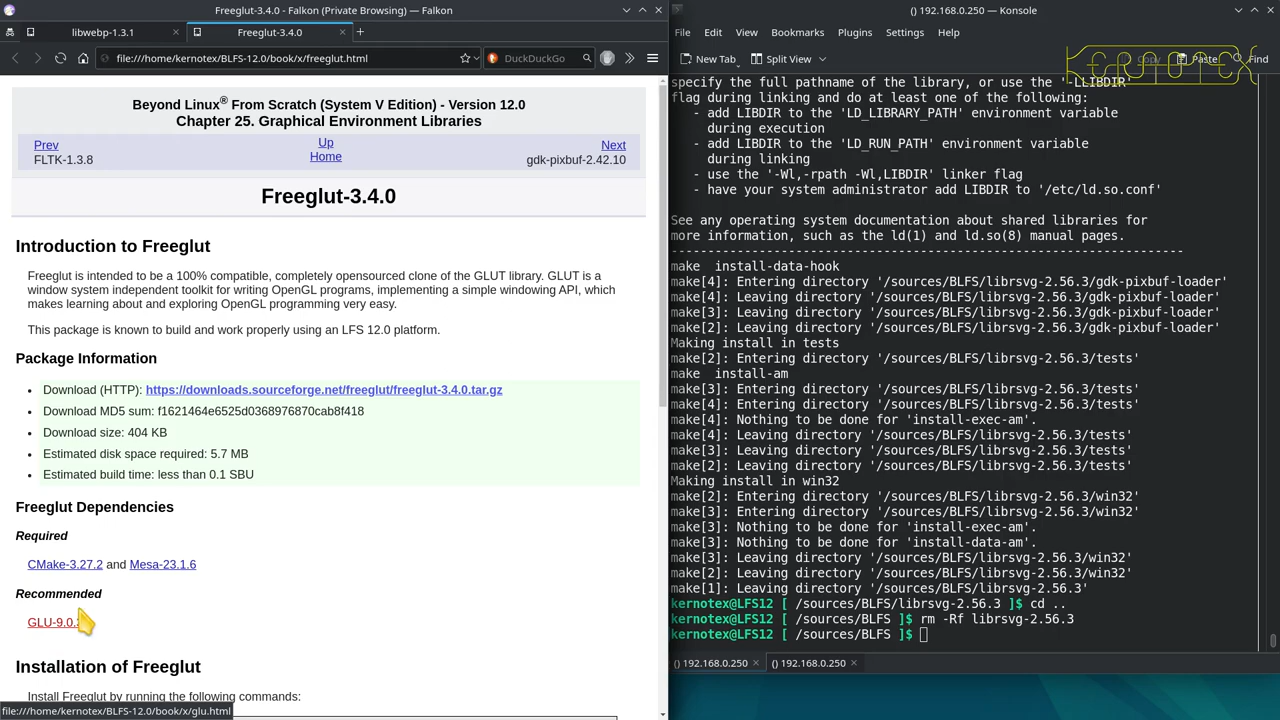 Freeglut-3.4.0 - Falkon (Private Browsing) — Falkon
libwebp-1.3.1
Freeglut-3.4.0
file:///home/kernotex/BLFS-12.0/book/x/freeglut.html
DuckDuckGo
Beyond Linux® From Scratch (System V Edition) - Version 12.0
Chapter 25. Graphical Environment Libraries
Prev
Up
Next
FLTK-1.3.8
Home
gdk-pixbuf-2.42.10
Freeglut-3.4.0
Introduction to Freeglut
Freeglut is intended to be a 100% compatible, completely opensourced clone of the GLUT library. GLUT is a
window system independent toolkit for writing OpenGL programs, implementing a simple windowing API, which
makes learning about and exploring OpenGL programming very easy.
This package is known to build and work properly using an LFS 12.0 platform.
Package Information
• Download (HTTP): https://downloads.sourceforge.net/freeglut/freeglut-3.4.0.tar.gz
• Download MD5 sum: f1621464e6525d0368976870cab8f418
• Download size: 404 KB
• Estimated disk space required: 5.7 MB
• Estimated build time: less than 0.1 SBU
Freeglut Dependencies
Required
CMake-3.27.2 and Mesa-23.1.6
Recommended
GLU-9.0.
Installation of Freeglut
Install Freeglut by running the following commands:
file:///home/kernotex/BLFS-12.0/book/x/glu.html
() 192.168.0.250 — Konsole
File Edit View Bookmarks Plugins Settings Help
New Tab Split View Copy Paste Find
kernotex
specify the full pathname of the library, or use the '-LLIBDIR'
flag during linking and do at least one of the following:
- add LIBDIR to the 'LD_LIBRARY_PATH' environment variable
during execution
- add LIBDIR to the 'LD_RUN_PATH' environment variable
during linking
- use the '-Wl,-rpath -Wl,LIBDIR' linker flag
- have your system administrator add LIBDIR to '/etc/ld.so.conf'
See any operating system documentation about shared libraries for
more information, such as the ld(1) and ld.so(8) manual pages.
----------------------------------------------------------------------
make  install-data-hook
make[4]: Entering directory '/sources/BLFS/librsvg-2.56.3/gdk-pixbuf-loader'
make[4]: Leaving directory '/sources/BLFS/librsvg-2.56.3/gdk-pixbuf-loader'
make[3]: Leaving directory '/sources/BLFS/librsvg-2.56.3/gdk-pixbuf-loader'
make[2]: Leaving directory '/sources/BLFS/librsvg-2.56.3/gdk-pixbuf-loader'
Making install in tests
make[2]: Entering directory '/sources/BLFS/librsvg-2.56.3/tests'
make  install-am
make[3]: Entering directory '/sources/BLFS/librsvg-2.56.3/tests'
make[4]: Entering directory '/sources/BLFS/librsvg-2.56.3/tests'
make[4]: Nothing to be done for 'install-exec-am'.
make[4]: Leaving directory '/sources/BLFS/librsvg-2.56.3/tests'
make[3]: Leaving directory '/sources/BLFS/librsvg-2.56.3/tests'
make[2]: Leaving directory '/sources/BLFS/librsvg-2.56.3/tests'
Making install in win32
make[2]: Entering directory '/sources/BLFS/librsvg-2.56.3/win32'
make[3]: Entering directory '/sources/BLFS/librsvg-2.56.3/win32'
make[3]: Nothing to be done for 'install-exec-am'.
make[3]: Nothing to be done for 'install-data-am'.
make[3]: Leaving directory '/sources/BLFS/librsvg-2.56.3/win32'
make[2]: Leaving directory '/sources/BLFS/librsvg-2.56.3/win32'
make[1]: Leaving directory '/sources/BLFS/librsvg-2.56.3'
kernotex@LFS12 [ /sources/BLFS/librsvg-2.56.3 ]$ cd ..
kernotex@LFS12 [ /sources/BLFS ]$ rm -Rf librsvg-2.56.3
kernotex@LFS12 [ /sources/BLFS ]$
() 192.168.0.250
() 192.168.0.250